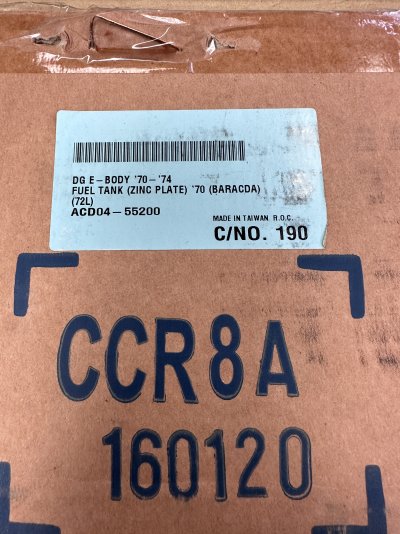 DG E-BODY '70-'74
FUEL TANK (ZINC PLATE) '70 (BARACDA)
(72L)
ACD04-55200
MADE IN TAIWAN R.O.C.
C/NO. 190
CCR8A
160120